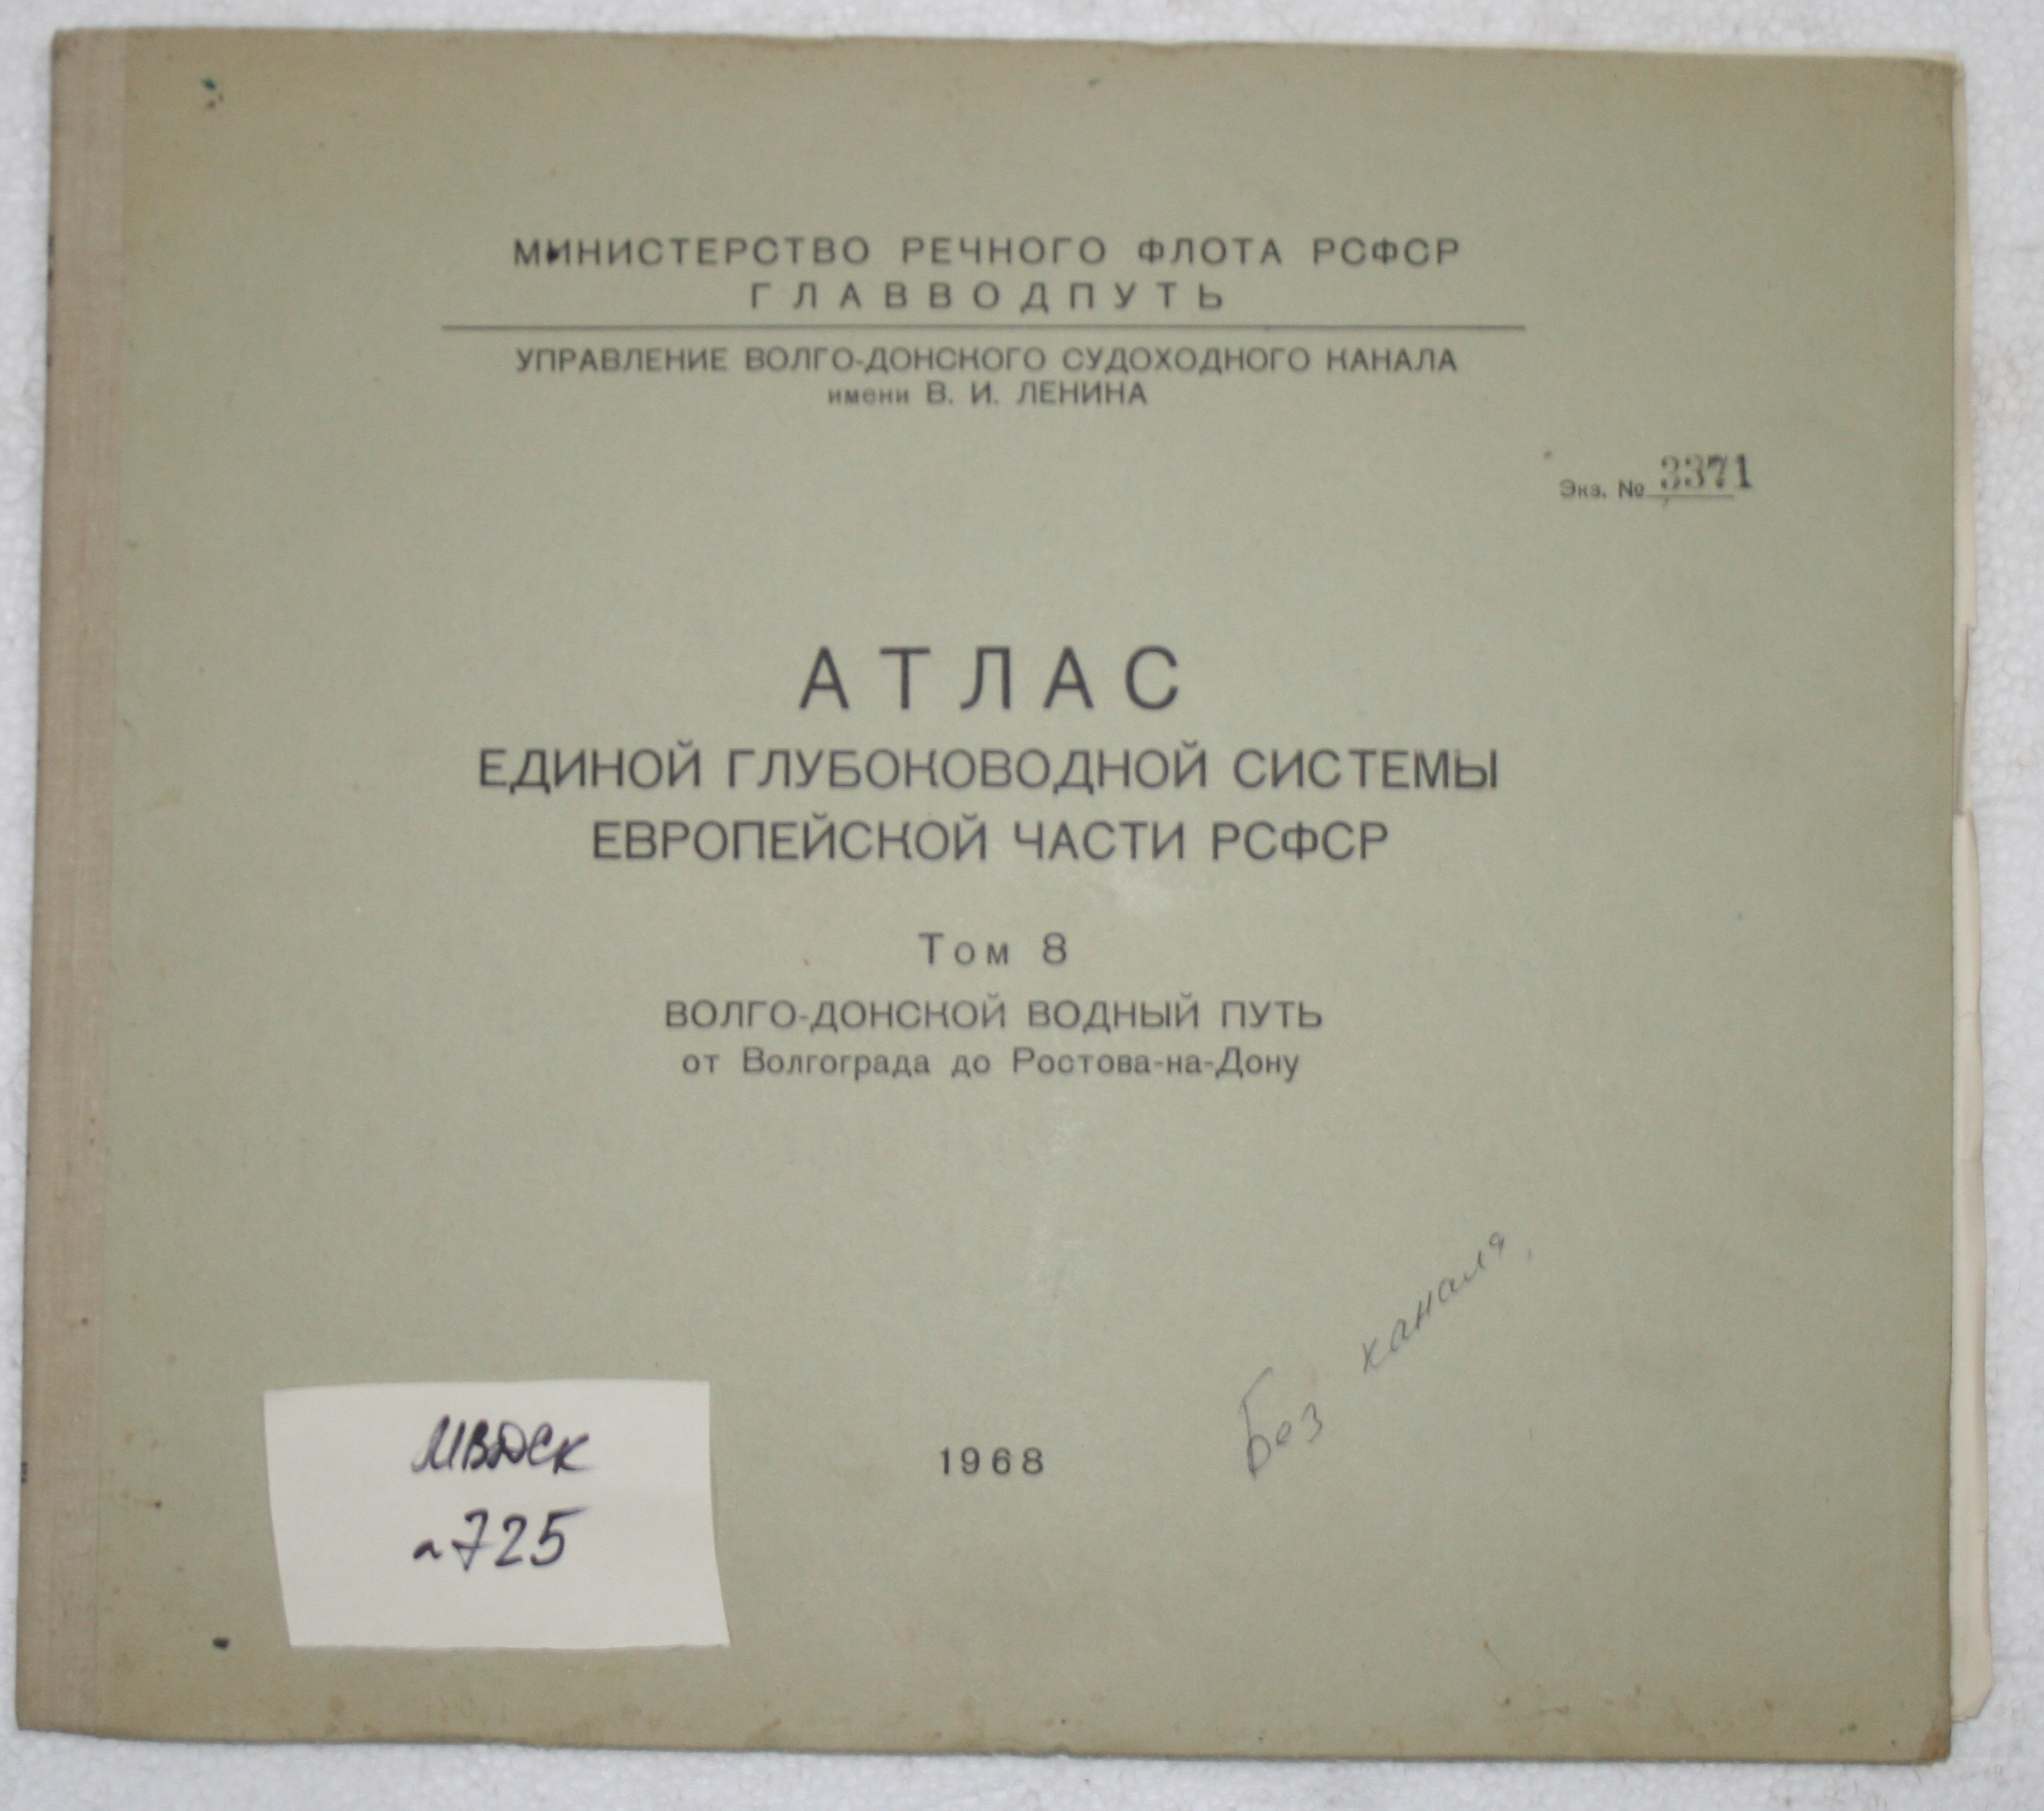 МИНИСТЕРСТВО РЕЧНОГО ФЛОТА РСФСР
ГЛАВВОДПУТЬ
УПРАВЛЕНИЕ ВОЛГО-ДОНСКОГО СУДОХОДНОГО КАНАЛА
имени В. И. ЛЕНИНА
Экз. № 3371
АТЛАС
ЕДИНОЙ ГЛУБОКОВОДНОЙ СИСТЕМЫ
ЕВРОПЕЙСКОЙ ЧАСТИ РСФСР
Том 8
ВОЛГО-ДОНСКОЙ ВОДНЫЙ ПУТЬ
от Волгограда до Ростова-на-Дону
Без канала
МВДСК
725
1968